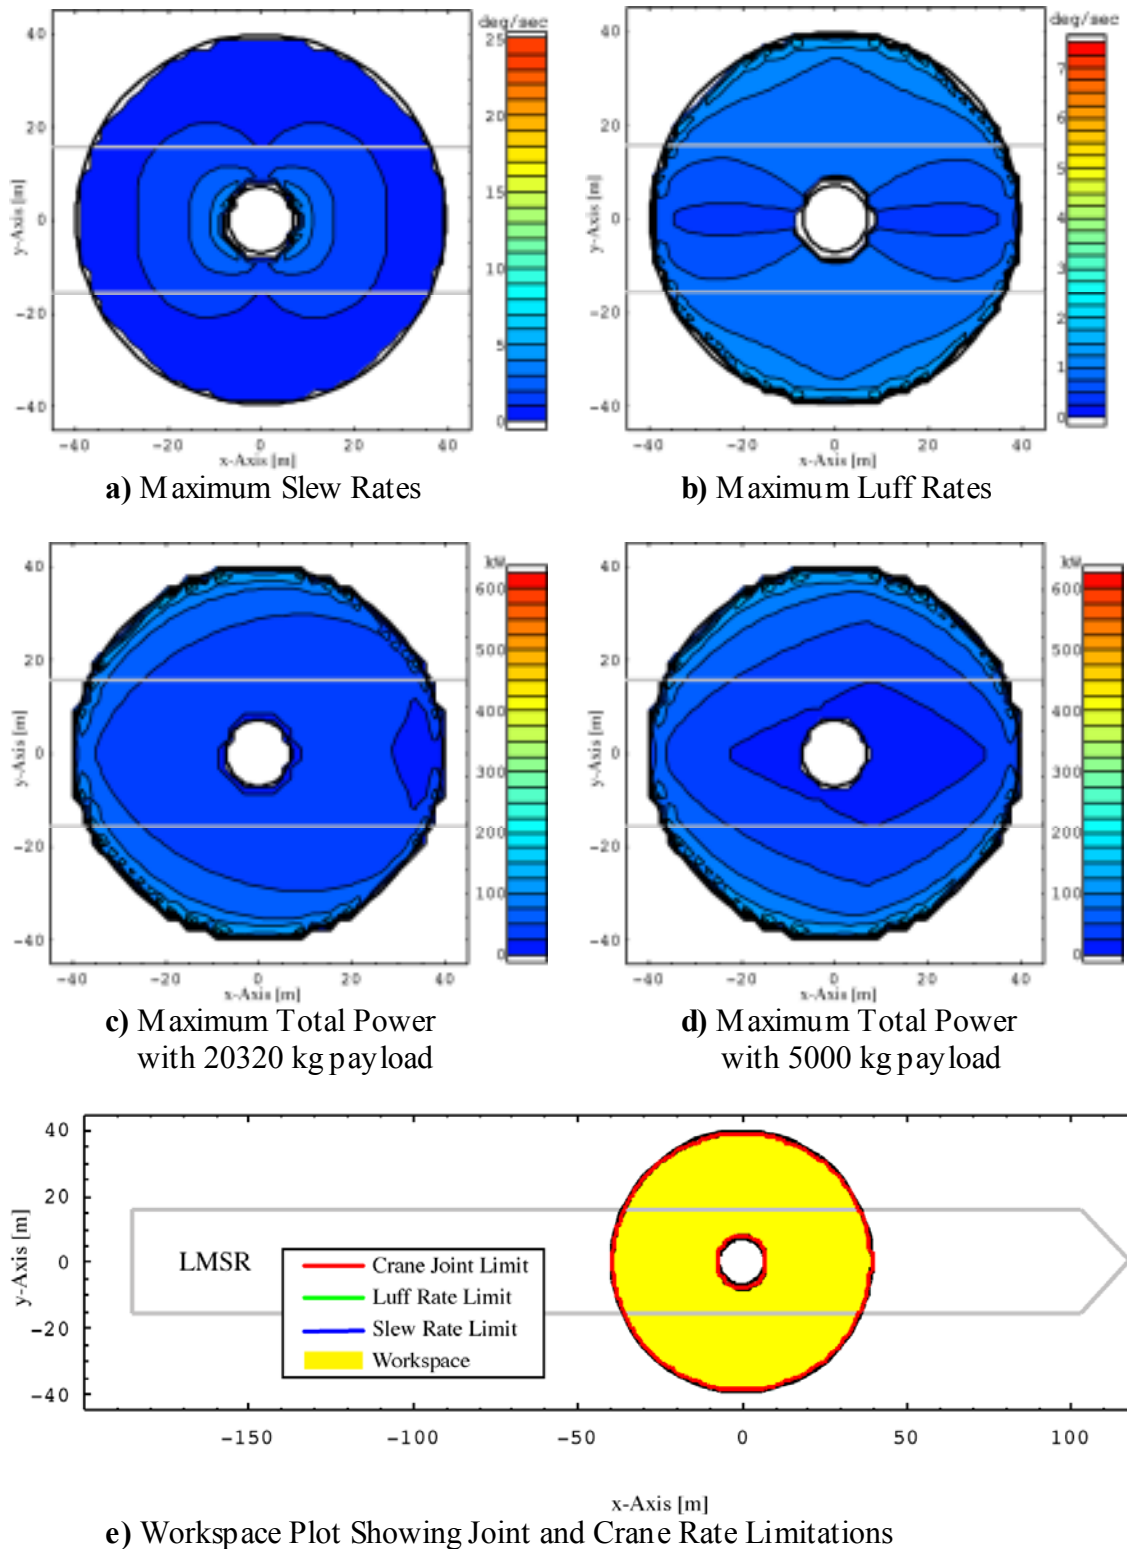 deg/sec
25
20
15
10
5
0
40
20
0
-20
-40
y-Axis [m]
-40 -20 0 20 40
x-Axis [m]
a) Maximum Slew Rates
deg/sec
7
6
5
4
3
2
1
0
40
20
0
-20
-40
y-Axis [m]
-40 -20 0 20 40
x-Axis [m]
b) Maximum Luff Rates
kW
600
500
400
300
200
100
0
40
20
0
-20
-40
y-Axis [m]
-40 -20 0 20 40
x-Axis [m]
c) Maximum Total Power
with 20320 kg payload
kW
600
500
400
300
200
100
0
40
20
0
-20
-40
y-Axis [m]
-40 -20 0 20 40
x-Axis [m]
d) Maximum Total Power
with 5000 kg payload
40
20
0
-20
-40
y-Axis [m]
LMSR
Crane Joint Limit
Luff Rate Limit
Slew Rate Limit
Workspace
-150 -100 -50 0 50 100
x-Axis [m]
e) Workspace Plot Showing Joint and Crane Rate Limitations